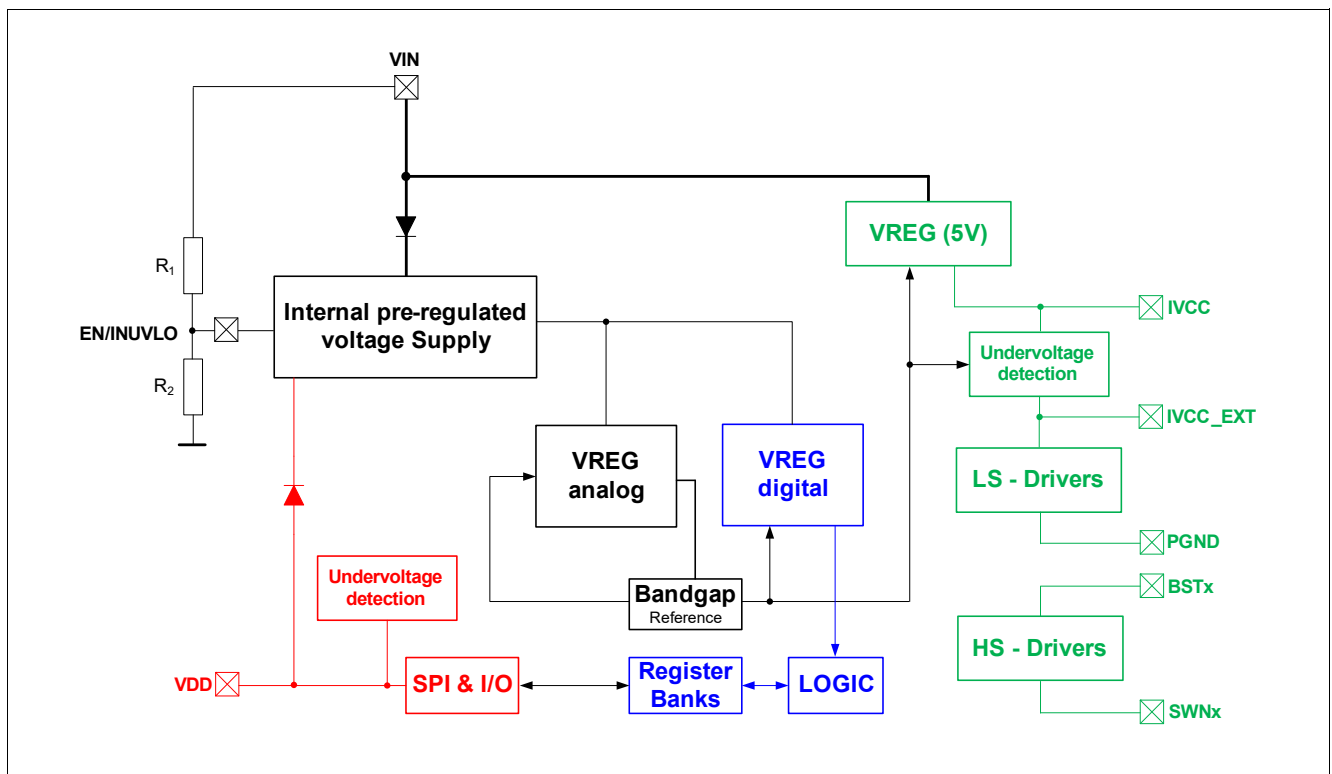 VIN
VREG (5V)
R1
Internal pre-regulated
voltage Supply
EN/INUVLO
IVCC
Undervoltage
detection
R2
IVCC_EXT
VREG
analog
VREG
digital
LS - Drivers
PGND
Undervoltage
detection
Bandgap
Reference
BSTx
HS - Drivers
VDD
SPI & I/O
Register
Banks
LOGIC
SWNx